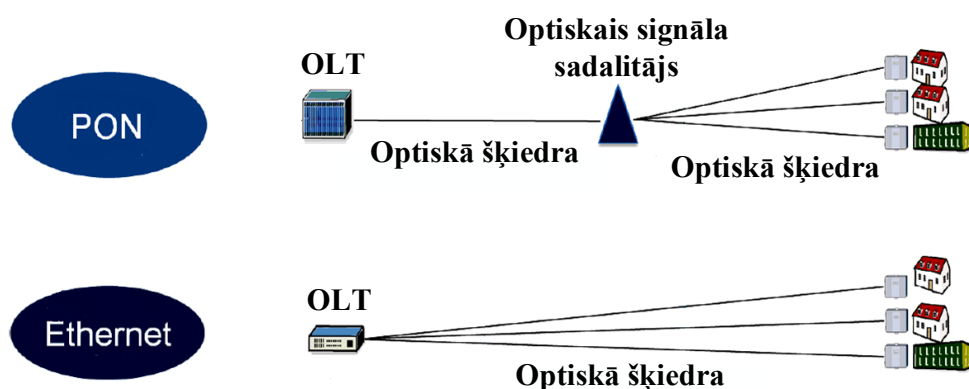 Optiskais signāla
sadalitājs
OLT
PON
Optiskā šķiedra
Optiskā šķiedra
OLT
Ethernet
Optiskā šķiedra